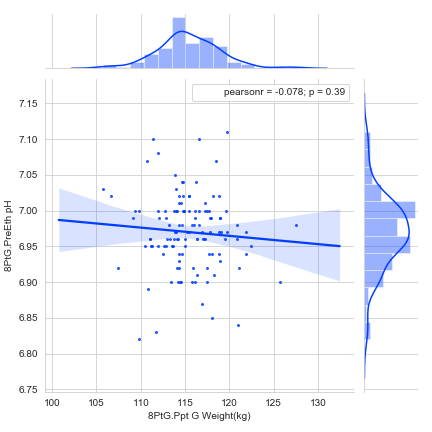 pearsonr = -0.078; p = 0.39
7.15
7.10
7.05
7.00
6.95
6.90
6.85
6.80
6.75
8PtG.PreEth pH
100 105 110 115 120 125 130
8PtG.Ppt G Weight(kg)